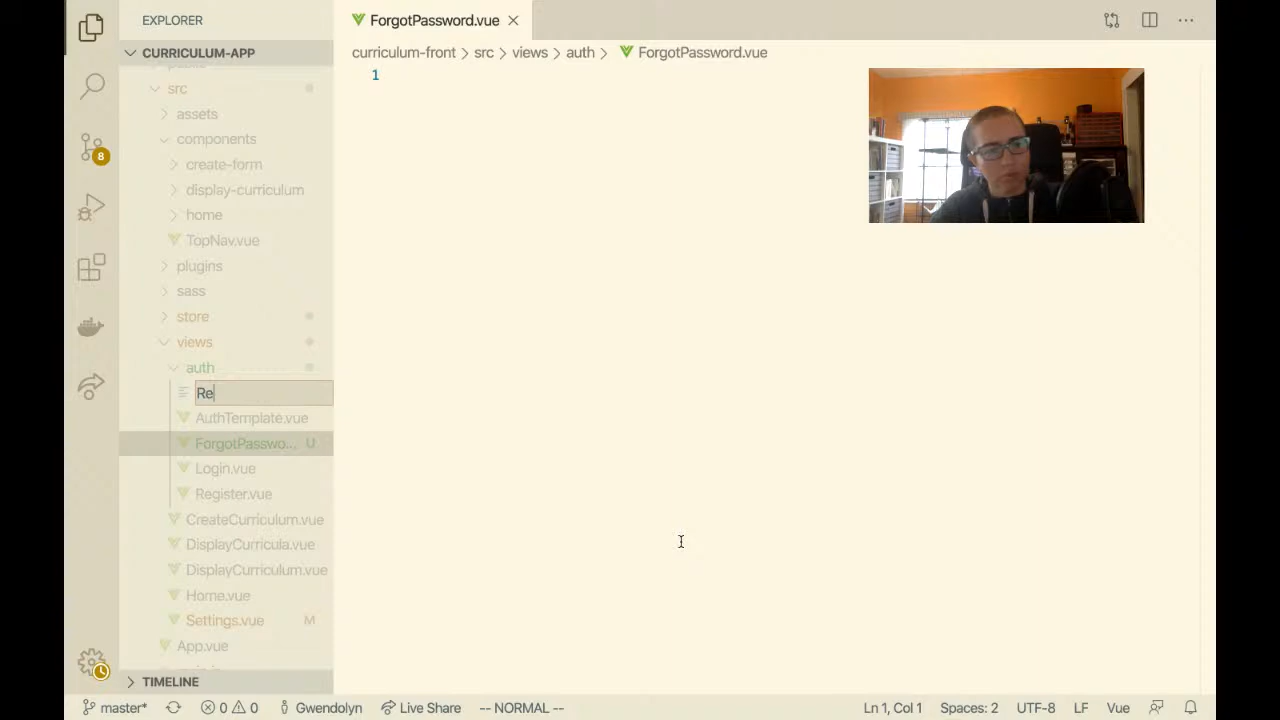 EXPLORER
ForgotPassword.vue
CURRICULUM-APP
curriculum-front > src > views > auth > ForgotPassword.vue
1
src
assets
components
create-form
display-curriculum
home
TopNav.vue
plugins
sass
store
views
auth
Re
AuthTemplate.vue
ForgotPasswo... U
Login.vue
Register.vue
CreateCurriculum.vue
DisplayCurricula.vue
DisplayCurriculum.vue
Home.vue
Settings.vue M
App.vue
TIMELINE
8
master* 0 0 Gwendolyn Live Share -- NORMAL -- Ln 1, Col 1 Spaces: 2 UTF-8 LF Vue